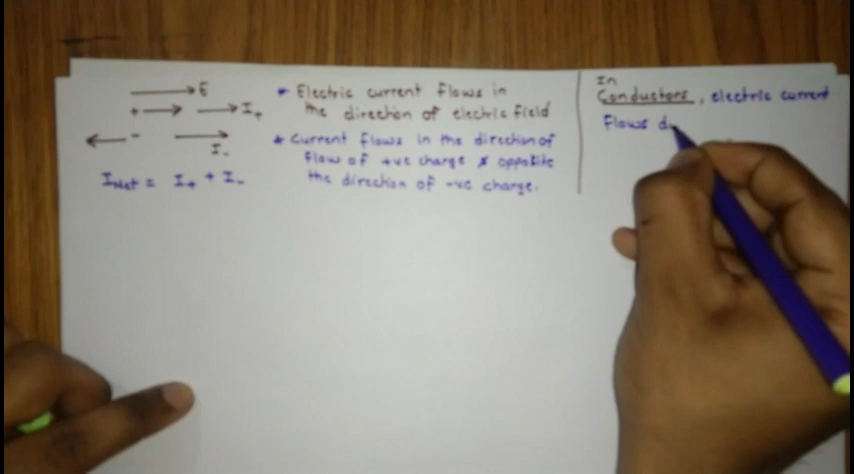 E
+ I+
-
I-
INet = I+ + I-
* Electric current flows in
the direction of electric field
* Current flows in the direction of
flow of +ve charge & opposite
the direction of -ve charge.
In
Conductors, electric current
flows d